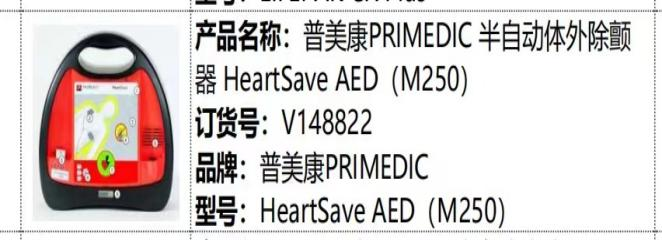 产品名称：普美康PRIMEDIC 半自动体外除颤
器 HeartSave AED（M250）
订货号：V148822
品牌：普美康PRIMEDIC
型号：HeartSave AED（M250）